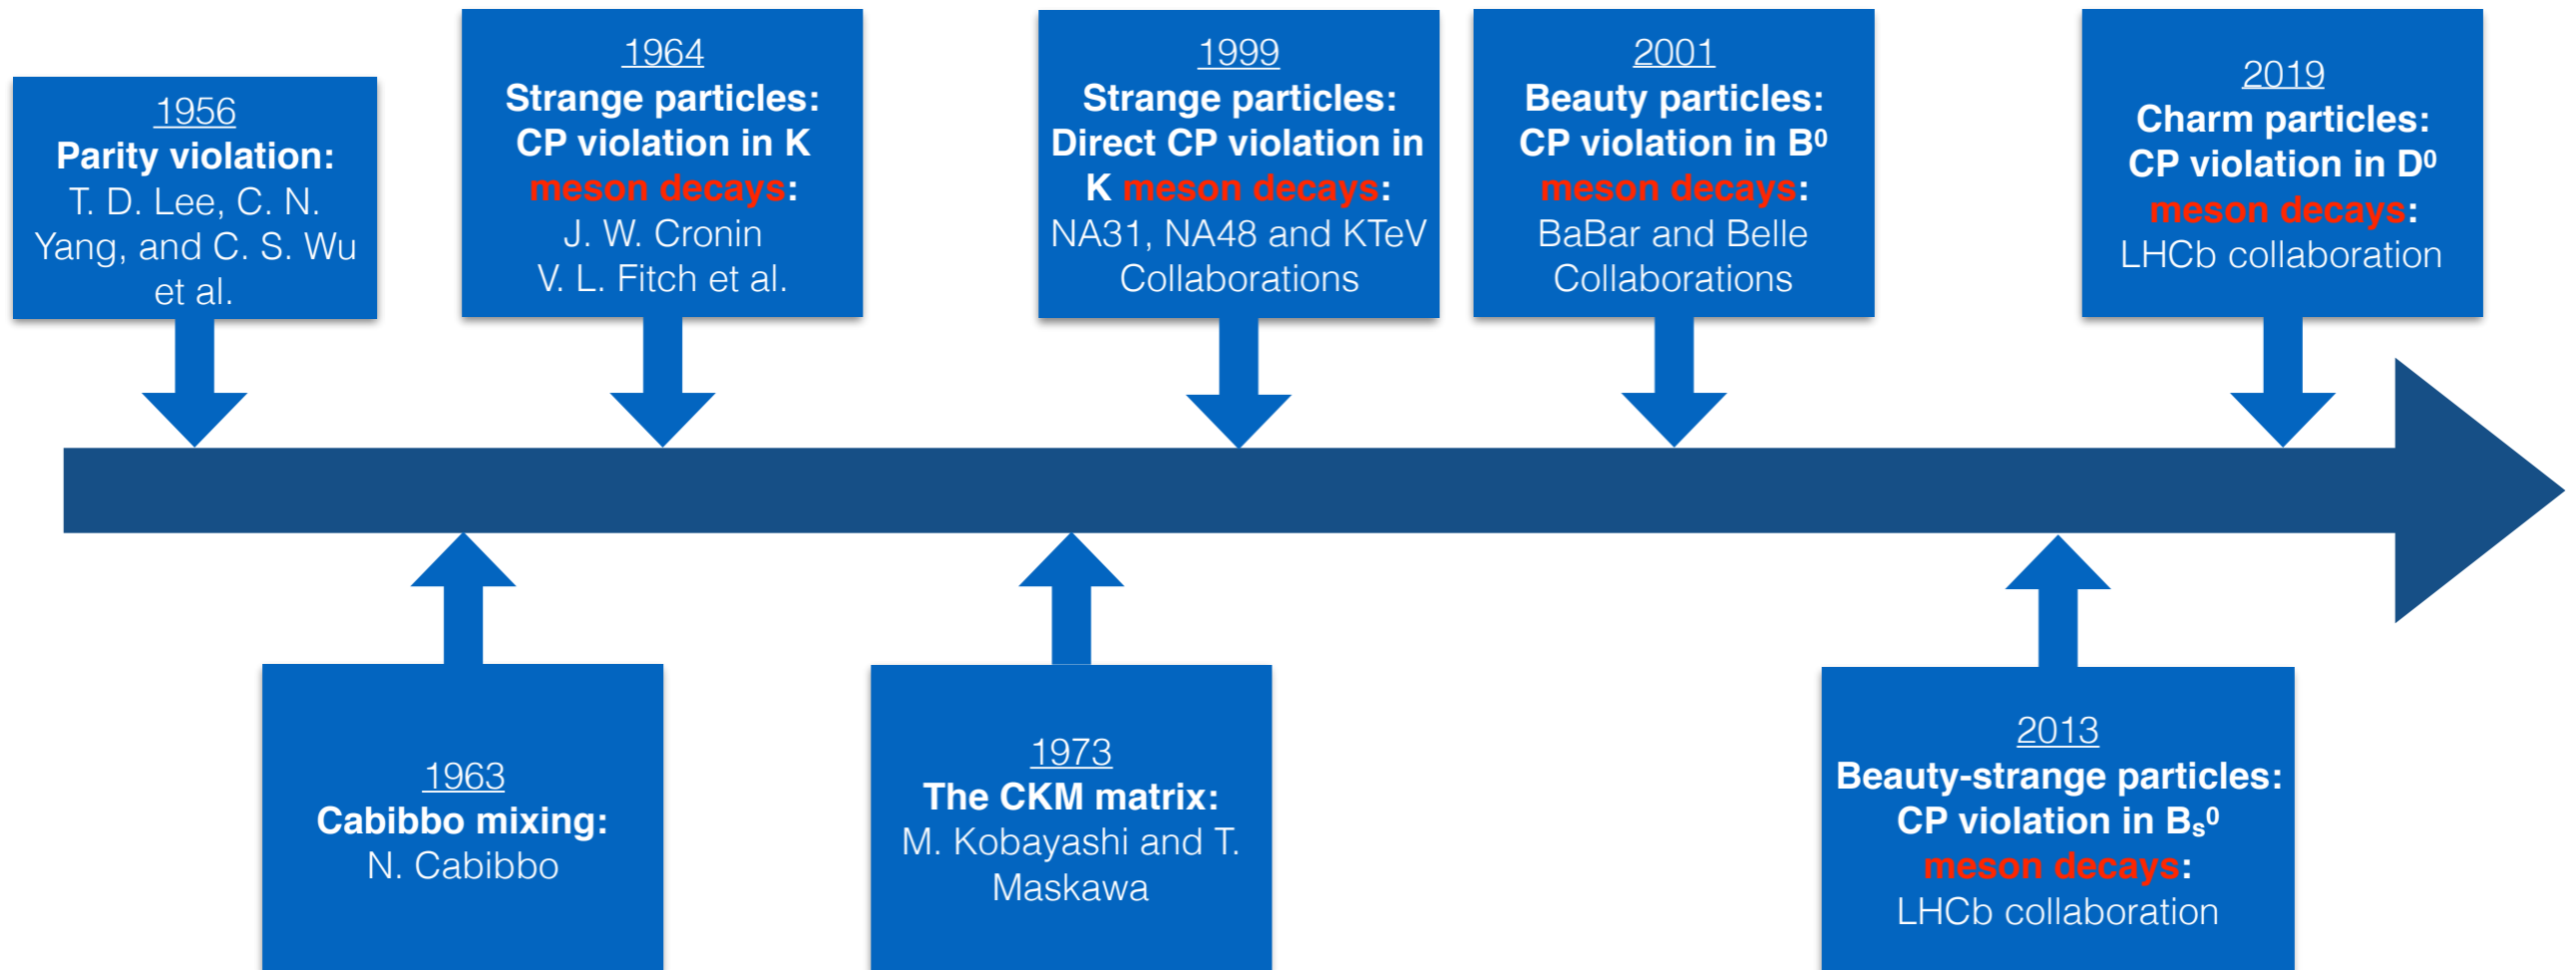 1956
Parity violation:
T. D. Lee, C. N.
Yang, and C. S. Wu
et al.
1964
Strange particles:
CP violation in K
meson decays:
J. W. Cronin
V. L. Fitch et al.
1999
Strange particles:
Direct CP violation in
K meson decays:
NA31, NA48 and KTeV
Collaborations
2001
Beauty particles:
CP violation in B⁰
meson decays:
BaBar and Belle
Collaborations
2019
Charm particles:
CP violation in D⁰
meson decays:
LHCb collaboration
1963
Cabibbo mixing:
N. Cabibbo
1973
The CKM matrix:
M. Kobayashi and T.
Maskawa
2013
Beauty-strange particles:
CP violation in Bₛ⁰
meson decays:
LHCb collaboration